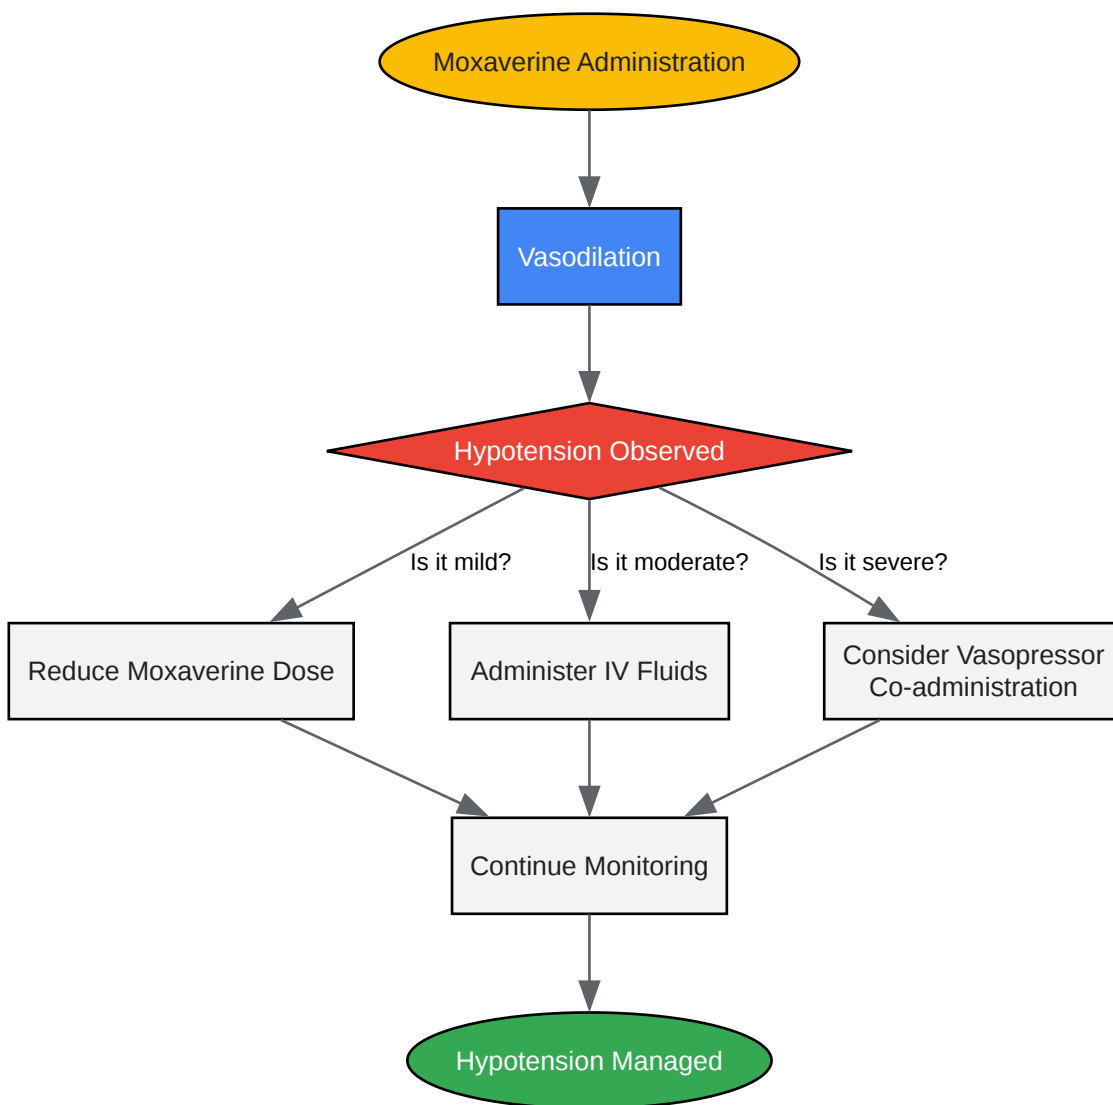 Moxaverine Administration
Vasodilation
Hypotension Observed
Is it mild?
Is it moderate?
Is it severe?
Reduce Moxaverine Dose
Administer IV Fluids
Consider Vasopressor
Co-administration
Continue Monitoring
Hypotension Managed